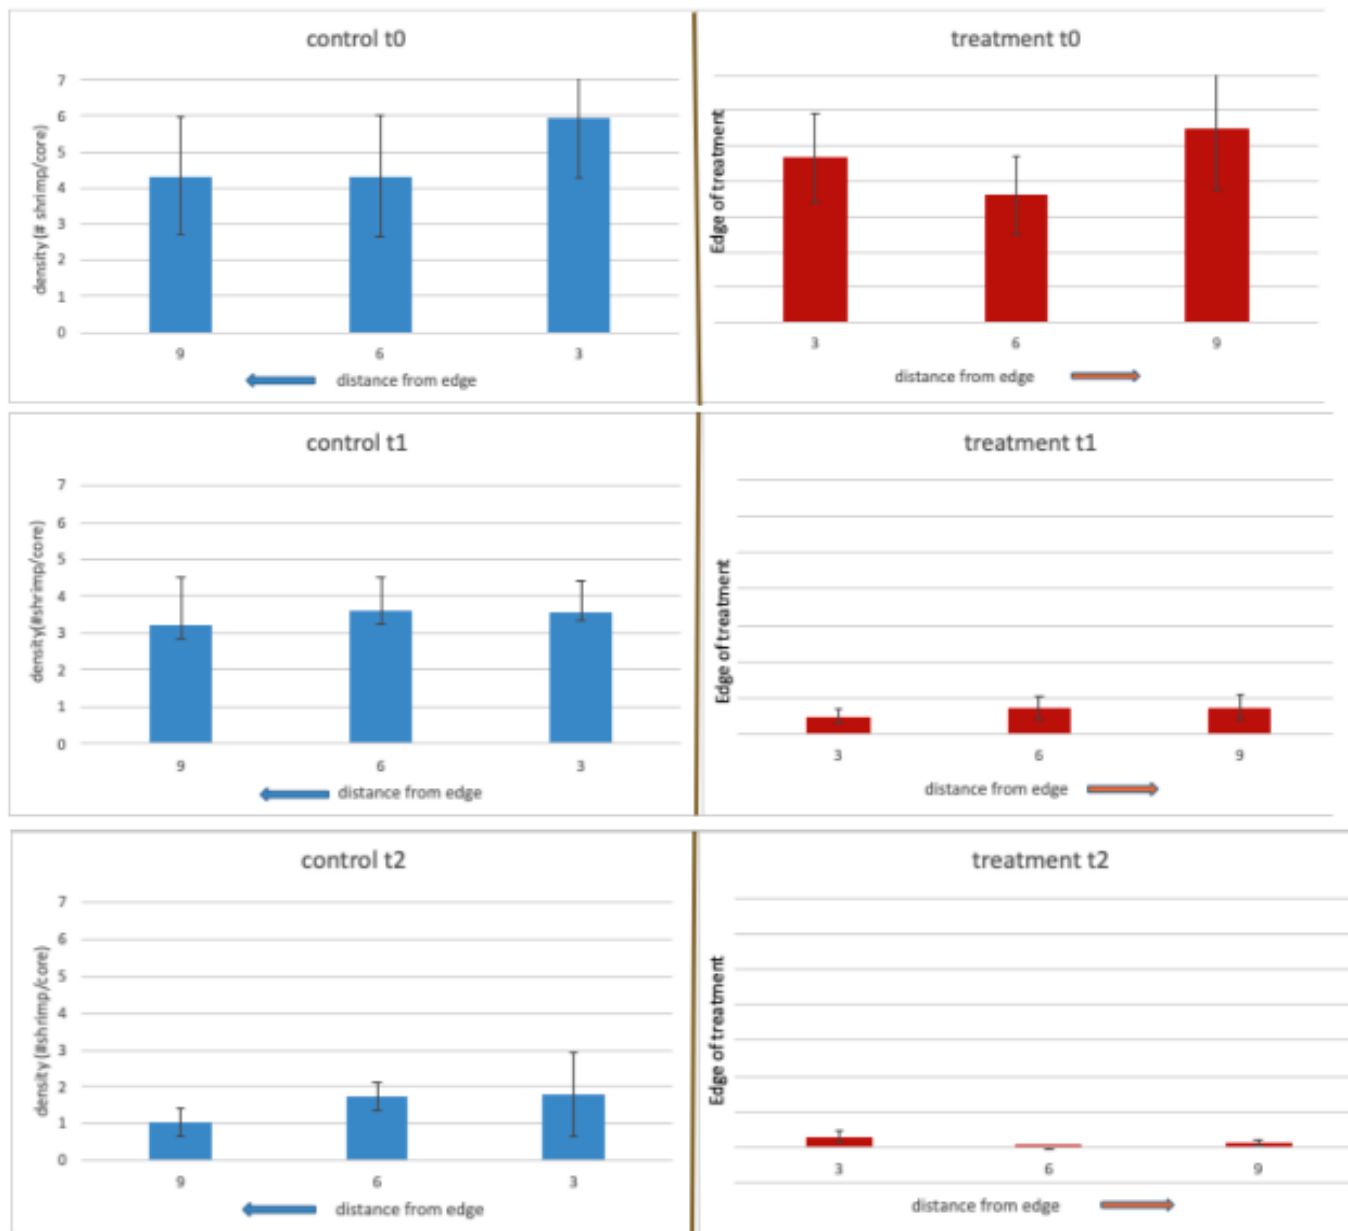 control t0
treatment t0
density (# shrimp/core)
7
6
5
4
3
2
1
0
9 6 3
distance from edge
Edge of treatment
3 6 9
distance from edge
control t1
treatment t1
density(#shrimp/core)
7
6
5
4
3
2
1
0
9 6 3
distance from edge
Edge of treatment
3 6 9
distance from edge
control t2
treatment t2
density (#shrimp/core)
7
6
5
4
3
2
1
0
9 6 3
distance from edge
Edge of treatment
3 6 9
distance from edge